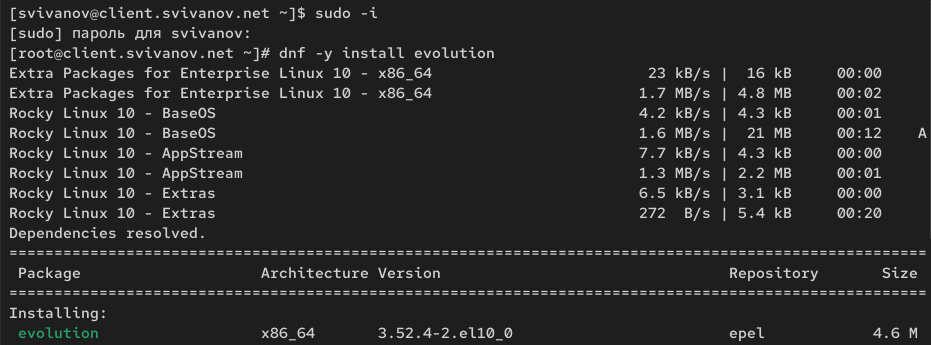 [svivanov@client.svivanov.net ~]$ sudo -i
[sudo] пароль для svivanov:
[root@client.svivanov.net ~]# dnf -y install evolution
Extra Packages for Enterprise Linux 10 - x86_64 23 kB/s | 16 kB 00:00
Extra Packages for Enterprise Linux 10 - x86_64 1.7 MB/s | 4.8 MB 00:02
Rocky Linux 10 - BaseOS 4.2 kB/s | 4.3 kB 00:01
Rocky Linux 10 - BaseOS 1.6 MB/s | 21 MB 00:12 A
Rocky Linux 10 - AppStream 7.7 kB/s | 4.3 kB 00:00
Rocky Linux 10 - AppStream 1.3 MB/s | 2.2 MB 00:01
Rocky Linux 10 - Extras 6.5 kB/s | 3.1 kB 00:00
Rocky Linux 10 - Extras 272 B/s | 5.4 kB 00:20
Dependencies resolved.
================================================================================
Package Architecture Version Repository Size
================================================================================
Installing:
evolution x86_64 3.52.4-2.el10_0 epel 4.6 M